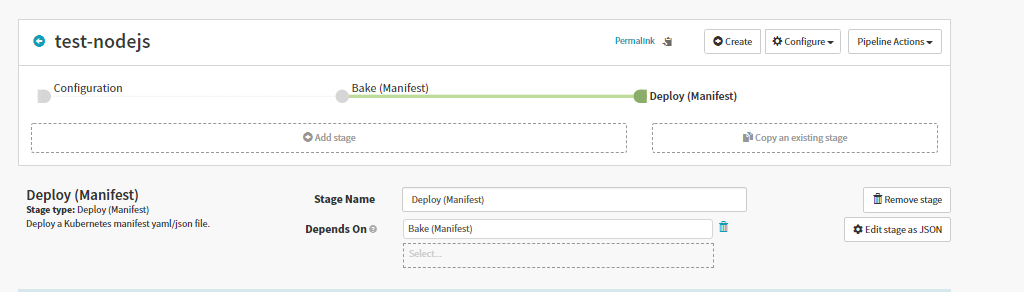 test-nodejs
Permalink
Create
Configure
Pipeline Actions
Configuration
Bake (Manifest)
Deploy (Manifest)
Add stage
Copy an existing stage
Deploy (Manifest)
Stage type: Deploy (Manifest)
Deploy a Kubernetes manifest yaml/json file.
Stage Name
Deploy (Manifest)
Remove stage
Depends On
Bake (Manifest)
Edit stage as JSON
Select...